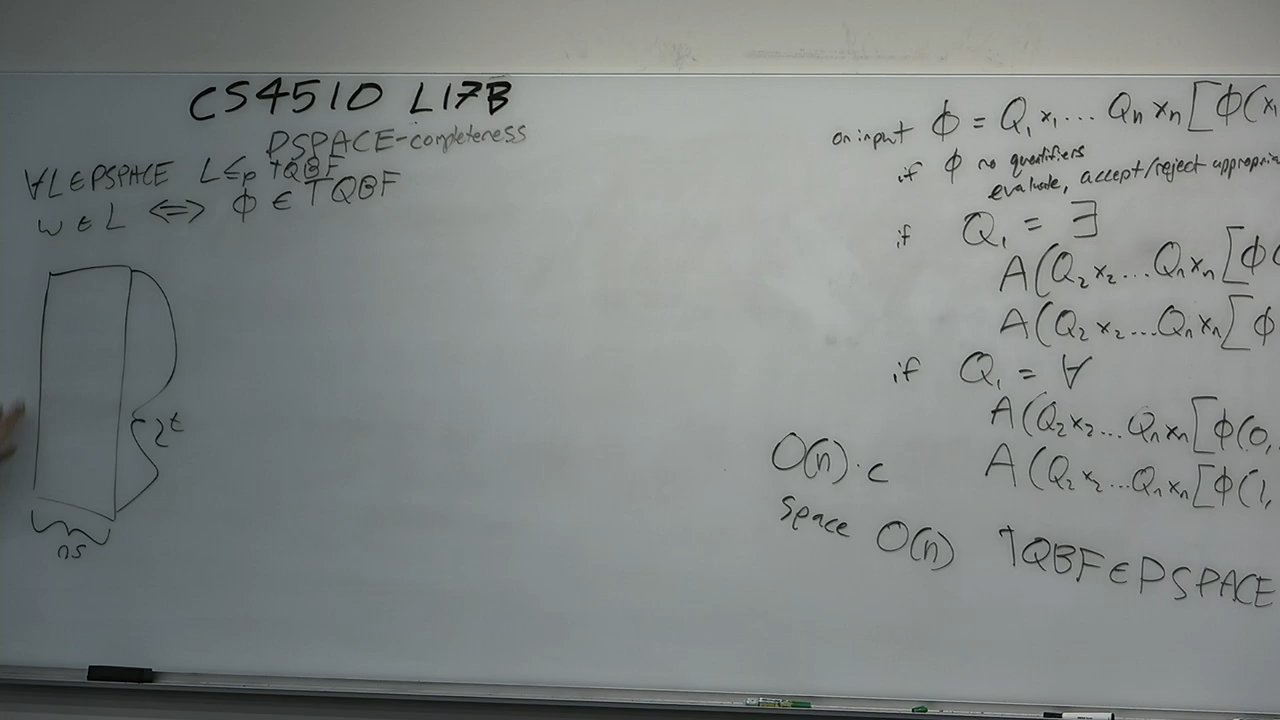 CS4510 L17B
PSPACE-completeness
∀L∈PSPACE L≤p TQBF
w∈L <=> ϕ ∈ TQBF
2^t
ns
on input ϕ = Q₁x₁... Qₙxₙ[ϕ(x₁
if ϕ no quantifiers
evaluate, accept/reject appropria
if Q₁ = ∃
A(Q₂x₂...Qₙxₙ[ϕ(
A(Q₂x₂...Qₙxₙ[ϕ
if Q₁ = ∀
A(Q₂x₂...Qₙxₙ[ϕ(0,
A(Q₂x₂...Qₙxₙ[ϕ(1,
O(n)·c
space O(n) TQBF∈PSPACE